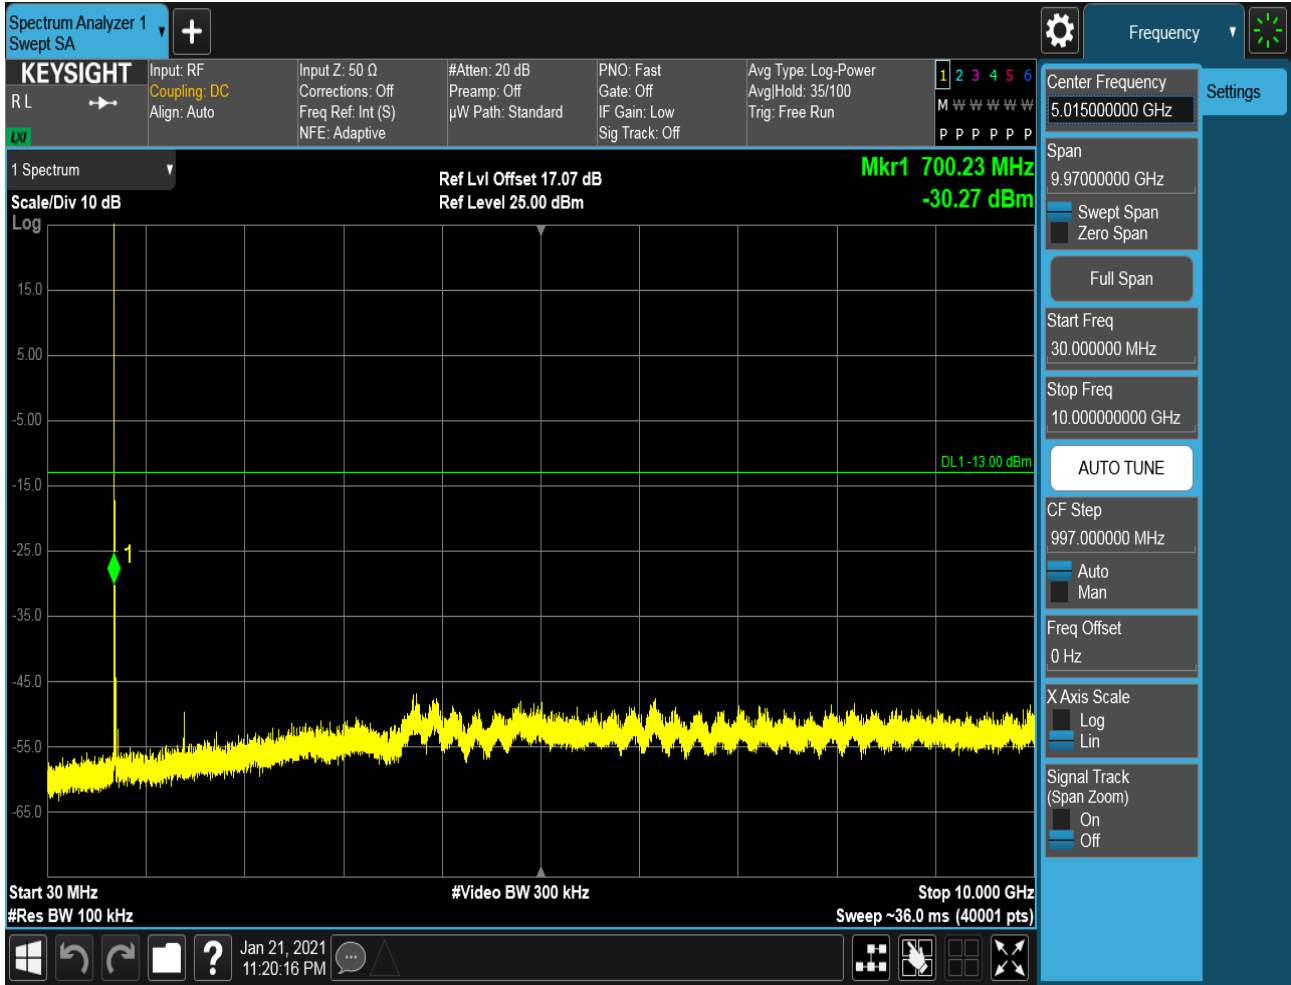 Spectrum Analyzer 1
Swept SA
+
Frequency
KEYSIGHT
R L
LXI
Input: RF
Coupling: DC
Align: Auto
Input Z: 50 Ω
Corrections: Off
Freq Ref: Int (S)
NFE: Adaptive
#Atten: 20 dB
Preamp: Off
µW Path: Standard
PNO: Fast
Gate: Off
IF Gain: Low
Sig Track: Off
Avg Type: Log-Power
Avg|Hold: 35/100
Trig: Free Run
1 2 3 4 5 6
M W W W W W
P P P P P P
1 Spectrum
Scale/Div 10 dB
Log
Ref Lvl Offset 17.07 dB
Ref Level 25.00 dBm
Mkr1 700.23 MHz
-30.27 dBm
15.0
5.00
-5.00
DL1 -13.00 dBm
-15.0
-25.0
1
-35.0
-45.0
-55.0
-65.0
Start 30 MHz
#Video BW 300 kHz
Stop 10.000 GHz
#Res BW 100 kHz
Sweep ~36.0 ms (40001 pts)
Center Frequency
5.015000000 GHz
Settings
Span
9.97000000 GHz
Swept Span
Zero Span
Full Span
Start Freq
30.000000 MHz
Stop Freq
10.000000000 GHz
AUTO TUNE
CF Step
997.000000 MHz
Auto
Man
Freq Offset
0 Hz
X Axis Scale
Log
Lin
Signal Track
(Span Zoom)
On
Off
?
Jan 21, 2021
11:20:16 PM